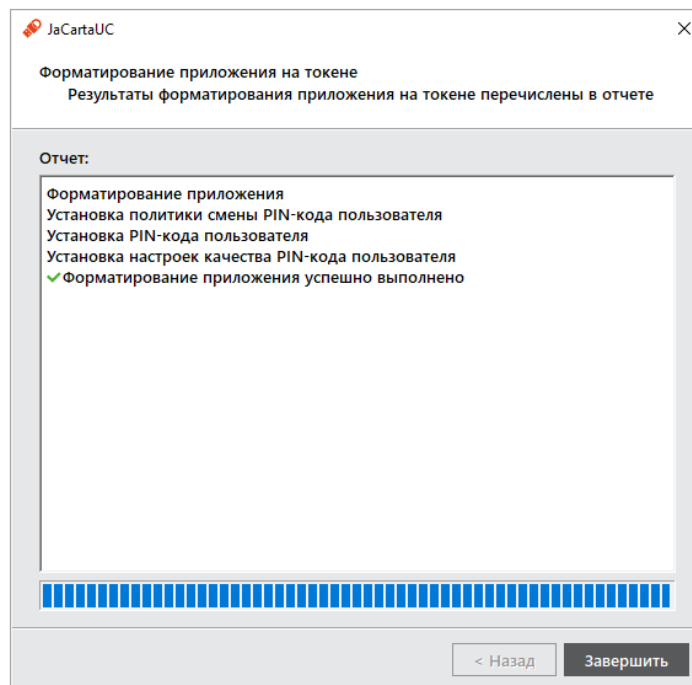 JaCartaUC
Форматирование приложения на токене
Результаты форматирования приложения на токене перечислены в отчете
Отчет:
Форматирование приложения
Установка политики смены PIN-кода пользователя
Установка PIN-кода пользователя
Установка настроек качества PIN-кода пользователя
Форматирование приложения успешно выполнено
< Назад
Завершить